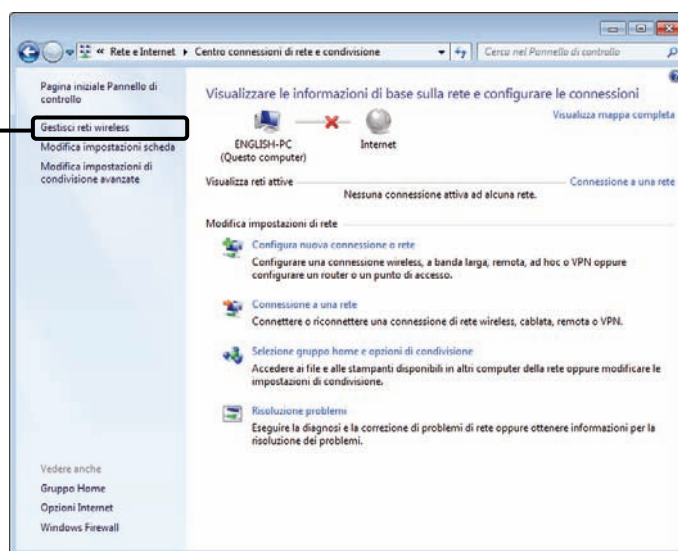 « Rete e Internet ▸ Centro connessioni di rete e condivisione
Cerca nel Pannello di controllo
Pagina iniziale Pannello di
controllo
Gestisci reti wireless
Modifica impostazioni scheda
Modifica impostazioni di
condivisione avanzate
Visualizzare le informazioni di base sulla rete e configurare le connessioni
Visualizza mappa completa
ENGLISH-PC
(Questo computer)
Internet
Visualizza reti attive
Connessione a una rete
Nessuna connessione attiva ad alcuna rete.
Modifica impostazioni di rete
Configura nuova connessione o rete
Configurare una connessione wireless, a banda larga, remota, ad hoc o VPN oppure
configurare un router o un punto di accesso.
Connessione a una rete
Connettere o riconnettere una connessione di rete wireless, cablata, remota o VPN.
Selezione gruppo home e opzioni di condivisione
Accedere ai file e alle stampanti disponibili in altri computer della rete oppure modificare le
impostazioni di condivisione.
Risoluzione problemi
Eseguire la diagnosi e la correzione di problemi di rete oppure ottenere informazioni per la
risoluzione dei problemi.
Vedere anche
Gruppo Home
Opzioni Internet
Windows Firewall